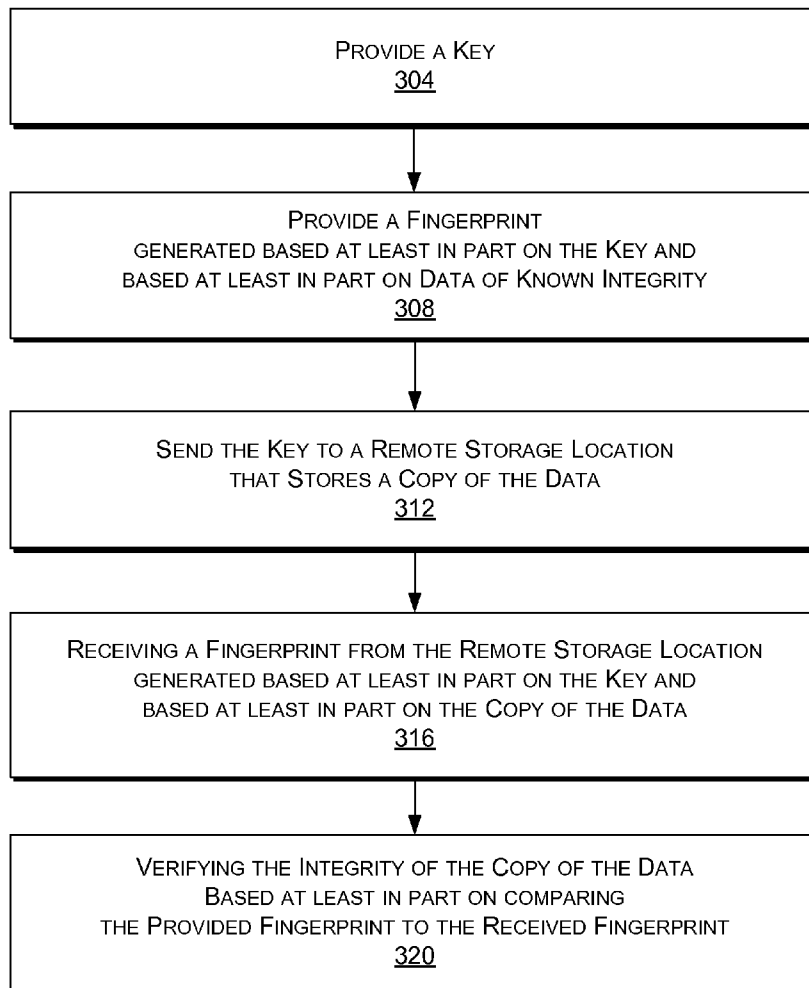 PROVIDE A KEY
304
PROVIDE A FINGERPRINT
GENERATED BASED AT LEAST IN PART ON THE KEY AND
BASED AT LEAST IN PART ON DATA OF KNOWN INTEGRITY
308
SEND THE KEY TO A REMOTE STORAGE LOCATION
THAT STORES A COPY OF THE DATA
312
RECEIVING A FINGERPRINT FROM THE REMOTE STORAGE LOCATION
GENERATED BASED AT LEAST IN PART ON THE KEY AND
BASED AT LEAST IN PART ON THE COPY OF THE DATA
316
VERIFYING THE INTEGRITY OF THE COPY OF THE DATA
BASED AT LEAST IN PART ON COMPARING
THE PROVIDED FINGERPRINT TO THE RECEIVED FINGERPRINT
320